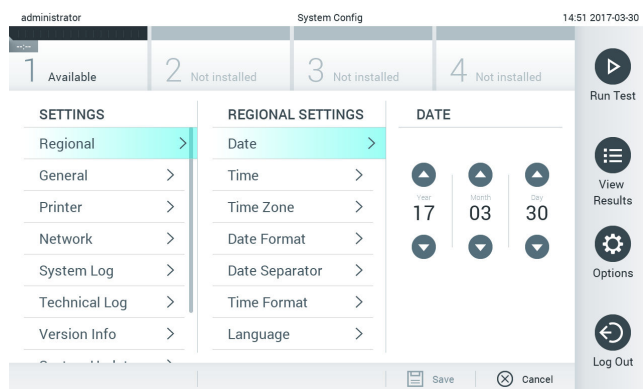 administrator
System Config
14:51 2017-03-30
--:--
1 Available
2 Not installed
3 Not installed
4 Not installed
Run Test
View
Results
Options
Log Out
SETTINGS
Regional
General
Printer
Network
System Log
Technical Log
Version Info
REGIONAL SETTINGS
Date
Time
Time Zone
Date Format
Date Separator
Time Format
Language
DATE
Year Month Day
17 03 30
Save Cancel